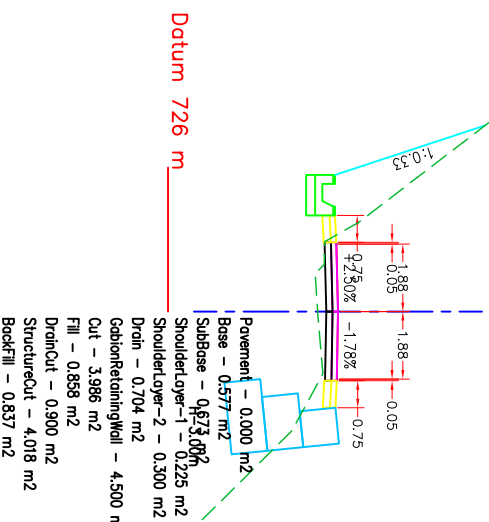 Datum 726 m
1:0.33
0.75
0.05
1.88
+2.50%
-1.78%
1.88
0.05
0.75
H=3.00m
Pavement - 0.000 m2
Base - 0.577 m2
SubBase - 0.673 m2
ShoulderLayer-1 - 0.225 m2
ShoulderLayer-2 - 0.300 m2
Drain - 0.704 m2
GabionRetainingWall - 4.500 m
Cut - 3.986 m2
Fill - 0.858 m2
DrainCut - 0.900 m2
StructureCut - 4.018 m2
BackFill - 0.837 m2